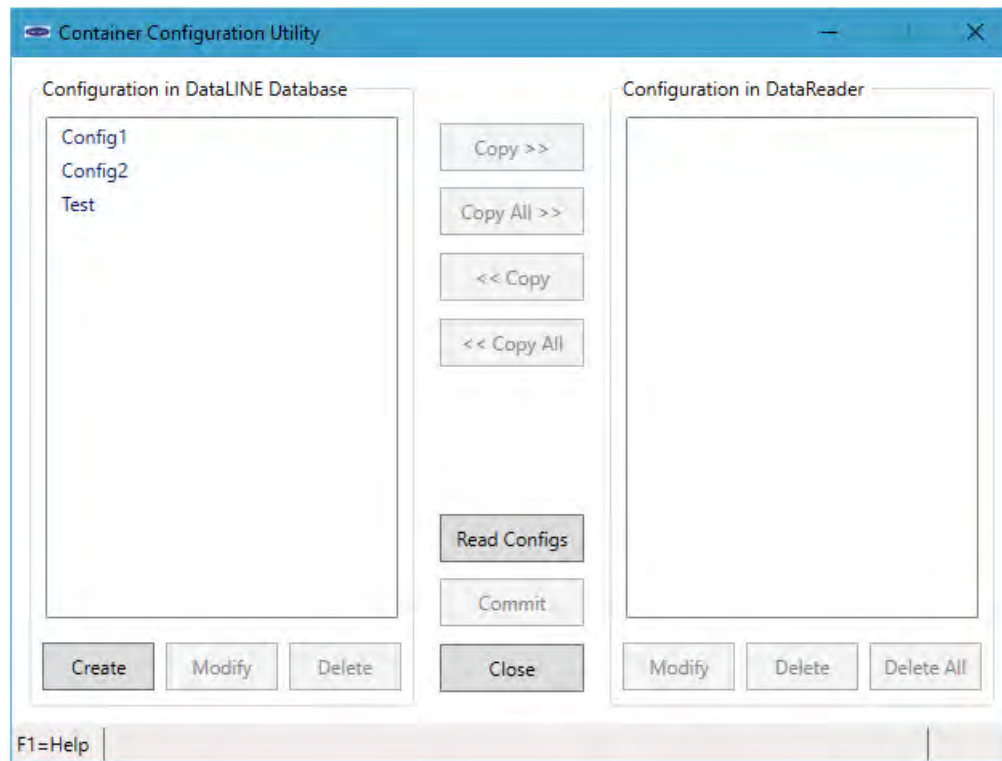 Container Configuration Utility
Configuration in DataLINE Database
Config1
Config2
Test
Create
Modify
Delete
Copy >>
Copy All >>
<< Copy
<< Copy All
Read Configs
Commit
Close
Configuration in DataReader
Modify
Delete
Delete All
F1=Help